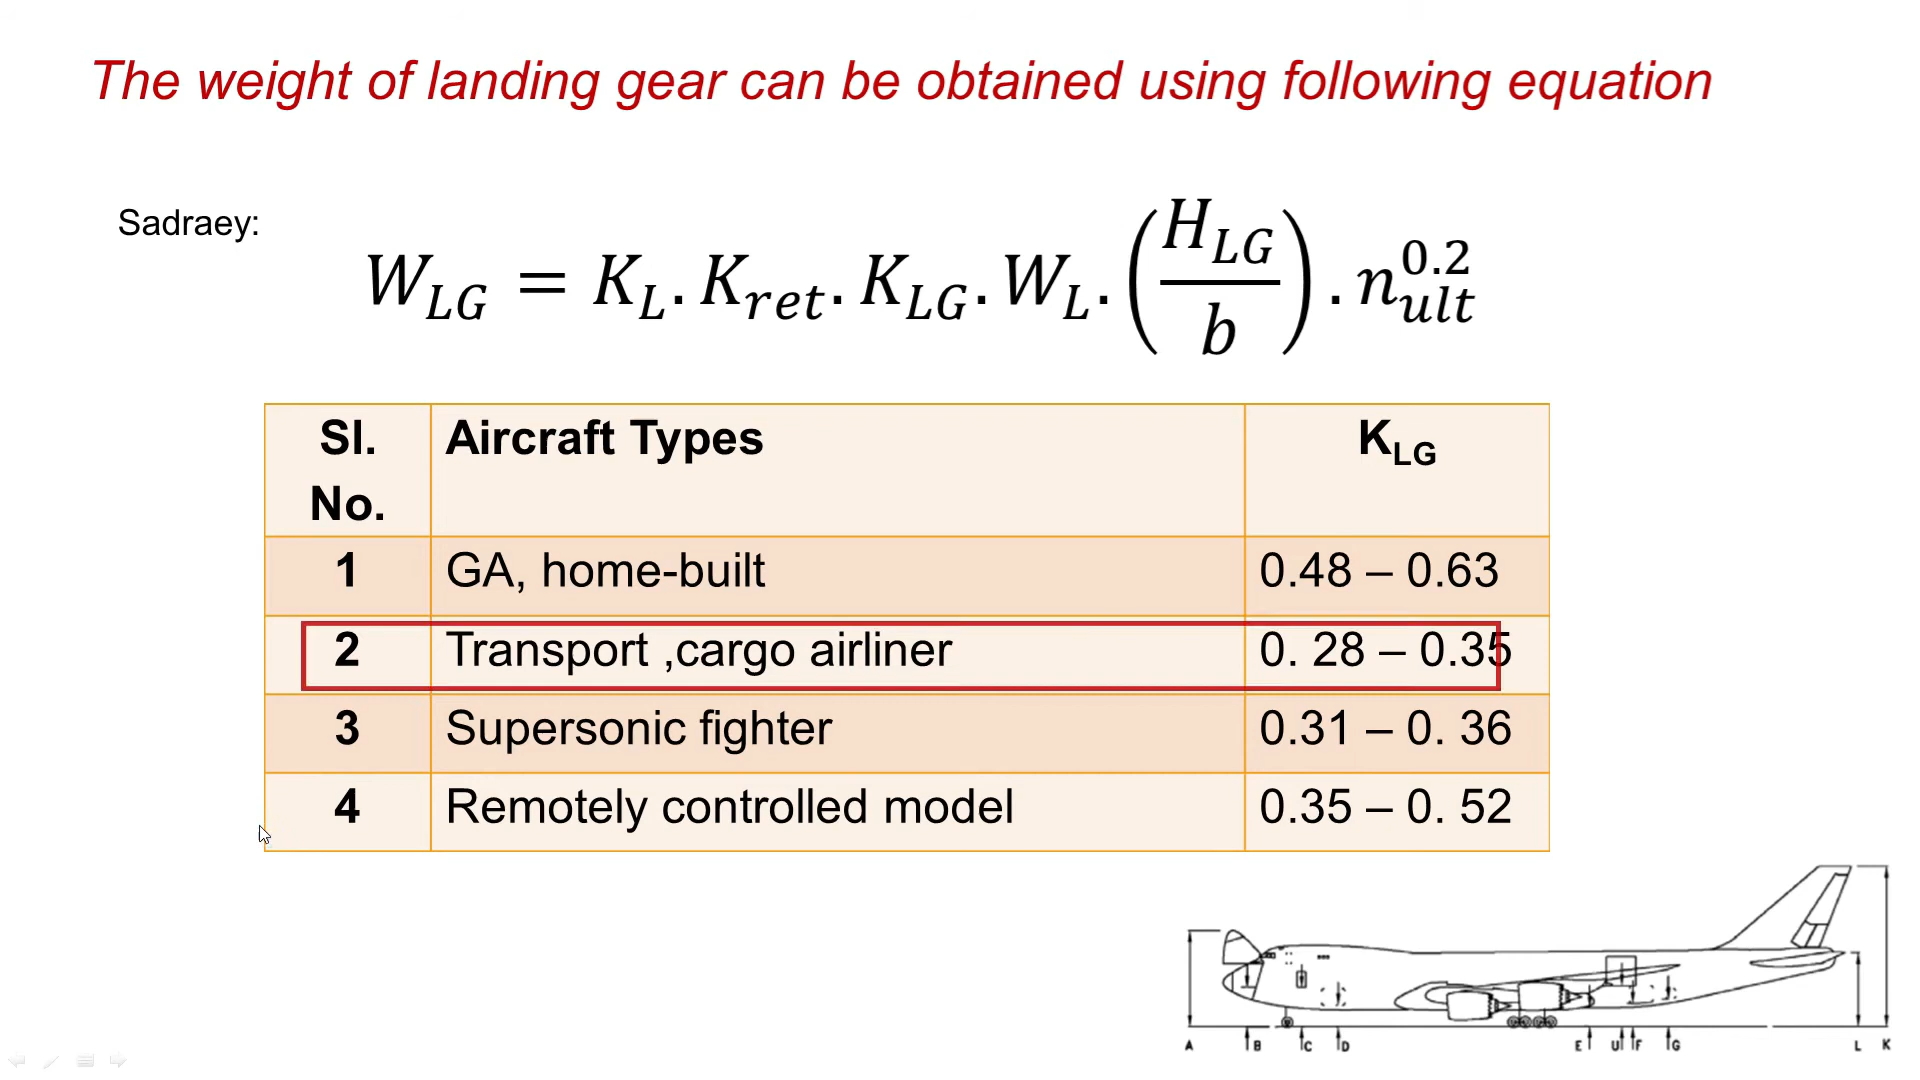 The weight of landing gear can be obtained using following equation
Sadraey:
W_LG = K_L . K_ret . K_LG . W_L . (H_LG / b) . n_ult^0.2
Sl. No. Aircraft Types K_LG
1 GA, home-built 0.48 – 0.63
2 Transport ,cargo airliner 0. 28 – 0.35
3 Supersonic fighter 0.31 – 0. 36
4 Remotely controlled model 0.35 – 0. 52
A B C D E U F G L K